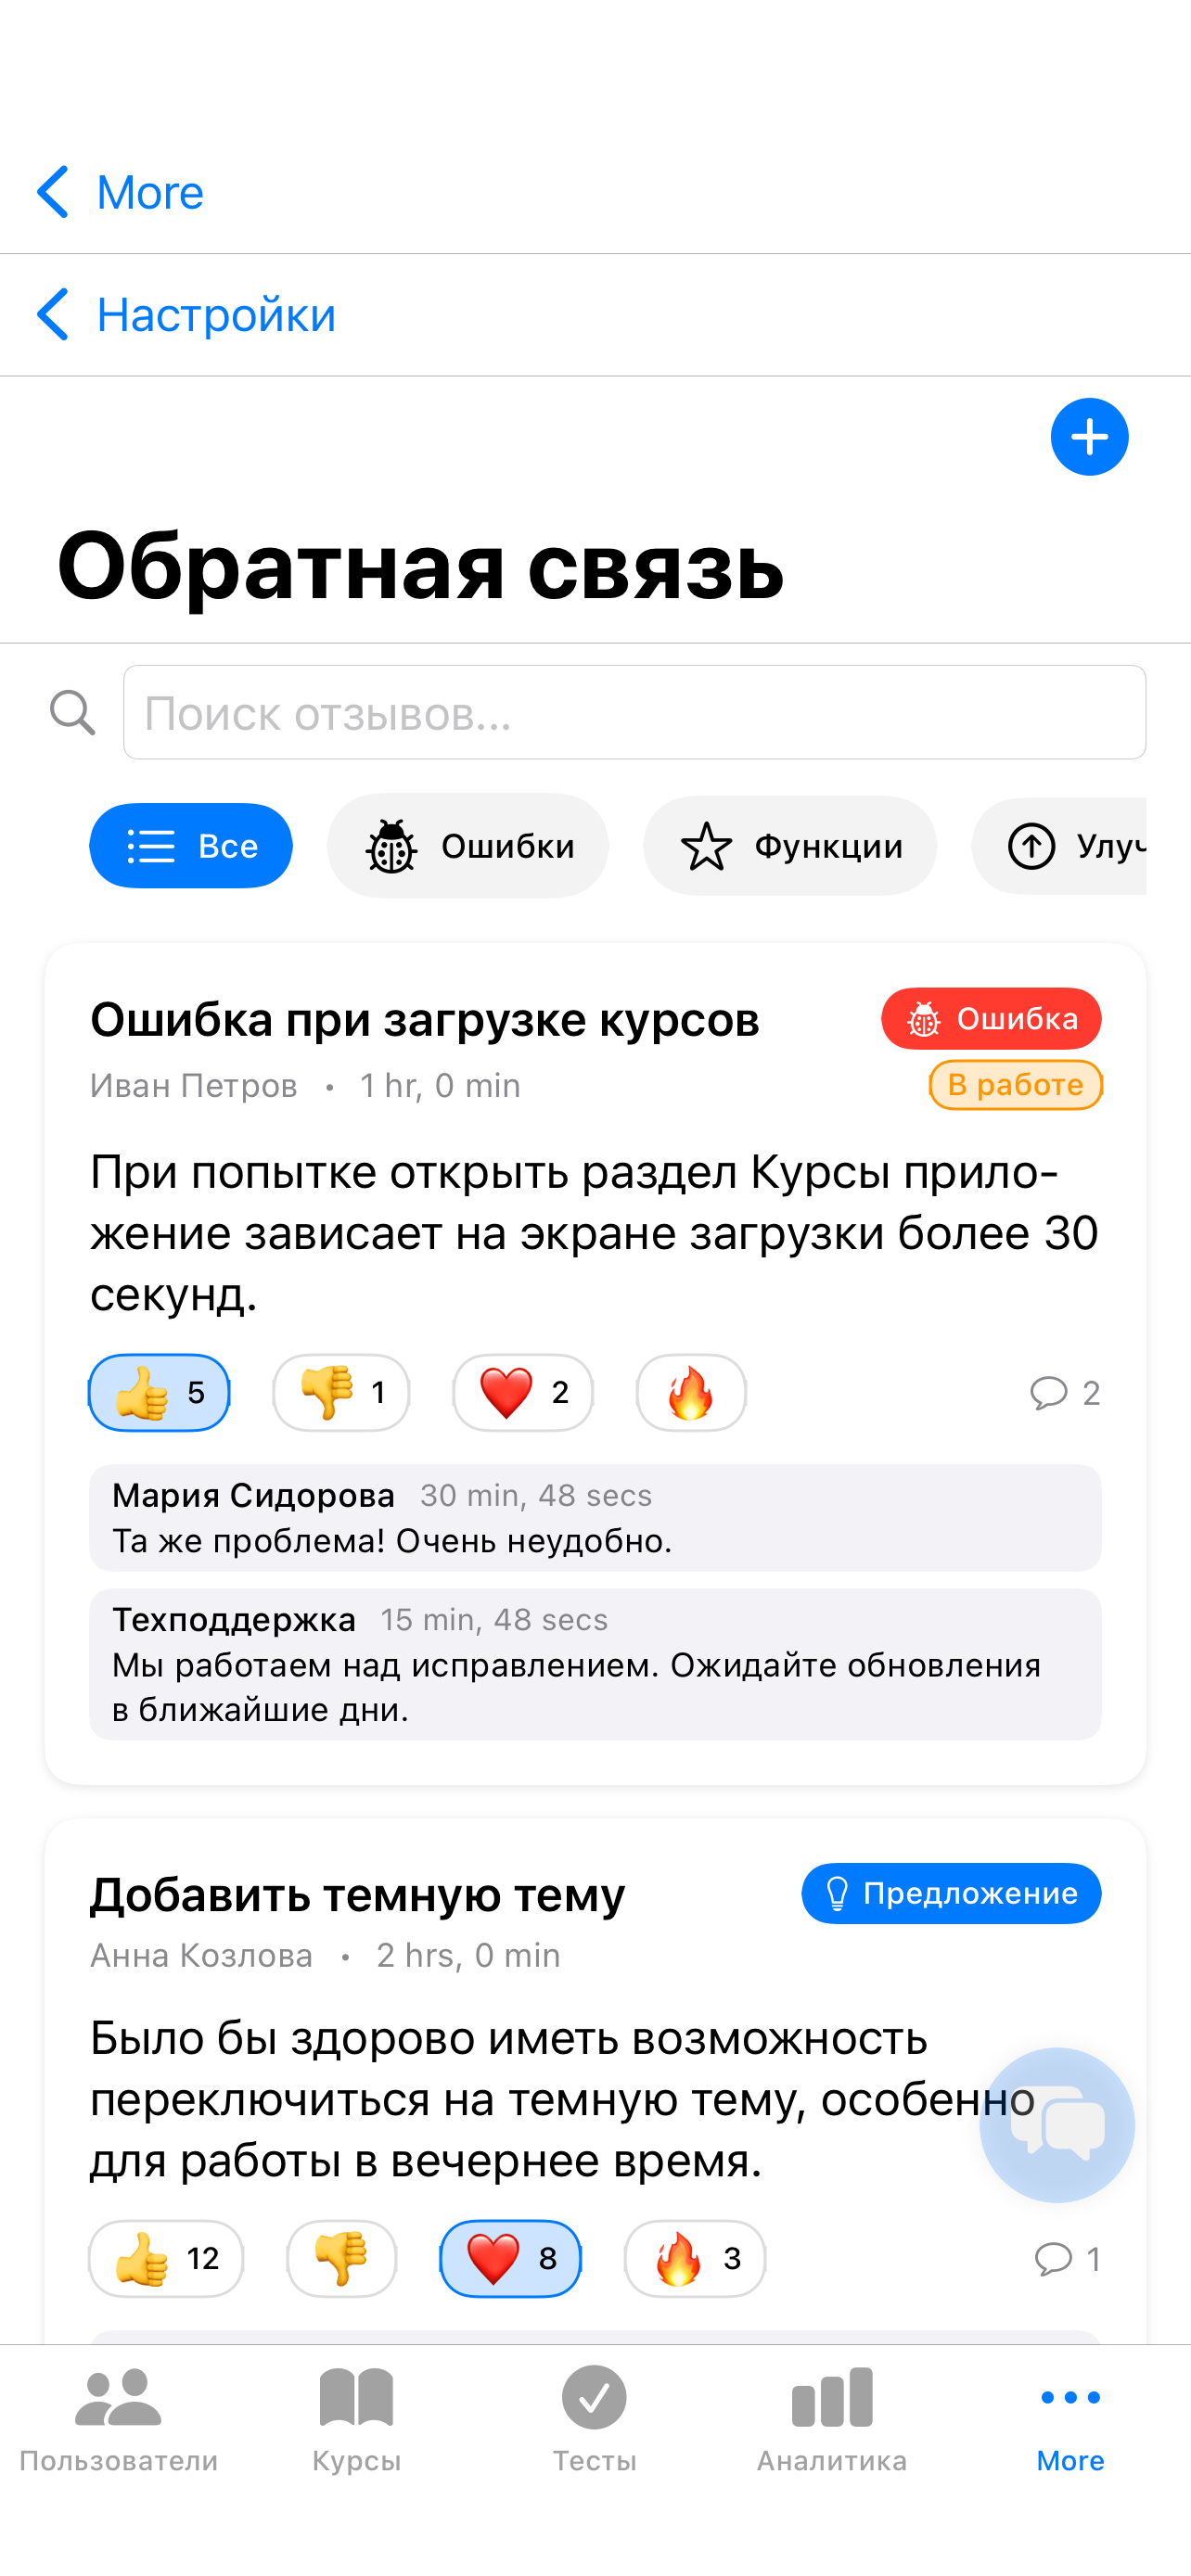 More
Настройки
Обратная связь
Поиск отзывов...
Все
Ошибки
Функции
Улуч
Ошибка при загрузке курсов
Ошибка
Иван Петров • 1 hr, 0 min
В работе
При попытке открыть раздел Курсы прило-
жение зависает на экране загрузки более 30
секунд.
👍 5
👎 1
❤️ 2
🔥
2
Мария Сидорова 30 min, 48 secs
Та же проблема! Очень неудобно.
Техподдержка 15 min, 48 secs
Мы работаем над исправлением. Ожидайте обновления
в ближайшие дни.
Добавить темную тему
Предложение
Анна Козлова • 2 hrs, 0 min
Было бы здорово иметь возможность
переключиться на темную тему, особенно
для работы в вечернее время.
👍 12
👎
❤️ 8
🔥 3
1
Пользователи
Курсы
Тесты
Аналитика
More